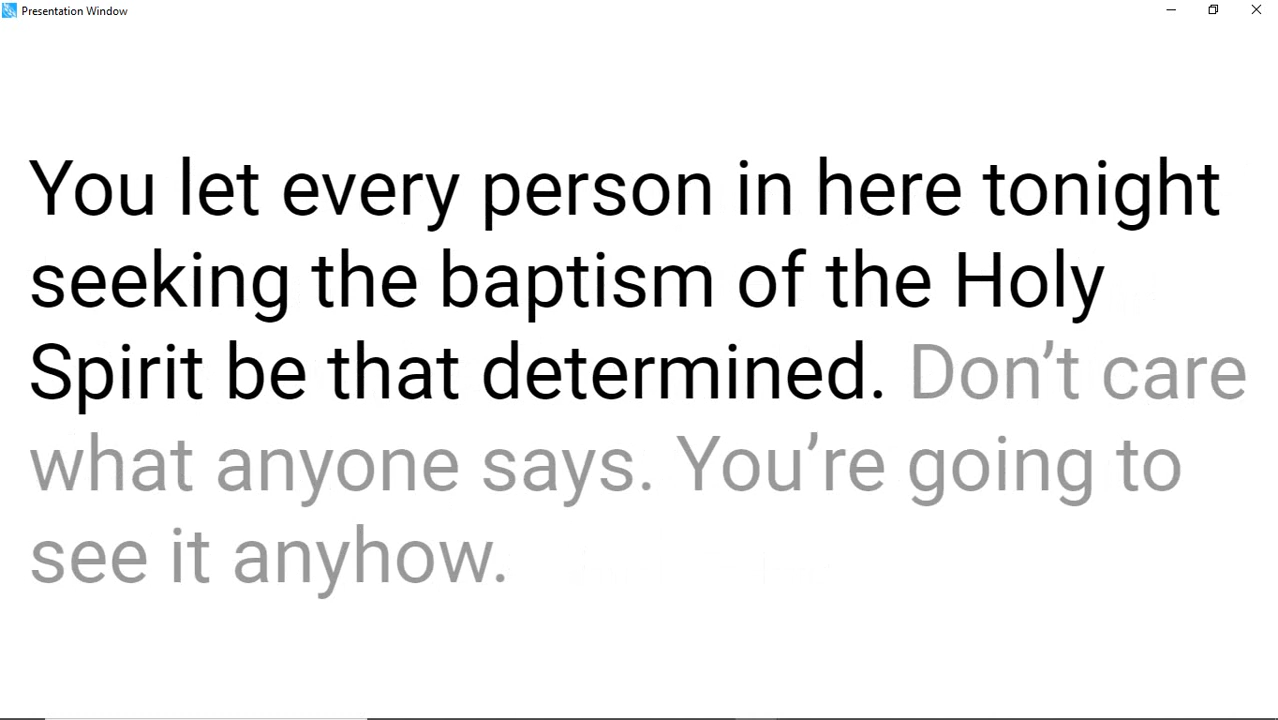 Presentation Window
You let every person in here tonight
seeking the baptism of the Holy
Spirit be that determined. Don’t care
what anyone says. You’re going to
see it anyhow.